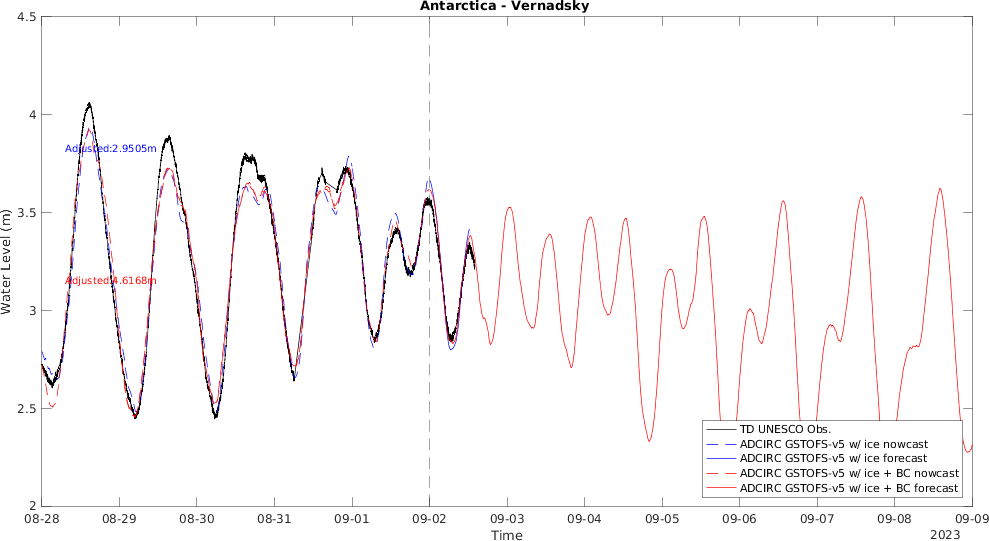 Antarctica - Vernadsky
4.5
4
3.5
3
2.5
2
Water Level (m)
Adjusted:2.9505m
Adjusted:4.6168m
TD UNESCO Obs.
ADCIRC GSTOFS-v5 w/ ice nowcast
ADCIRC GSTOFS-v5 w/ ice forecast
ADCIRC GSTOFS-v5 w/ ice + BC nowcast
ADCIRC GSTOFS-v5 w/ ice + BC forecast
08-28 08-29 08-30 08-31 09-01 09-02 09-03 09-04 09-05 09-06 09-07 09-08 09-09
Time
2023